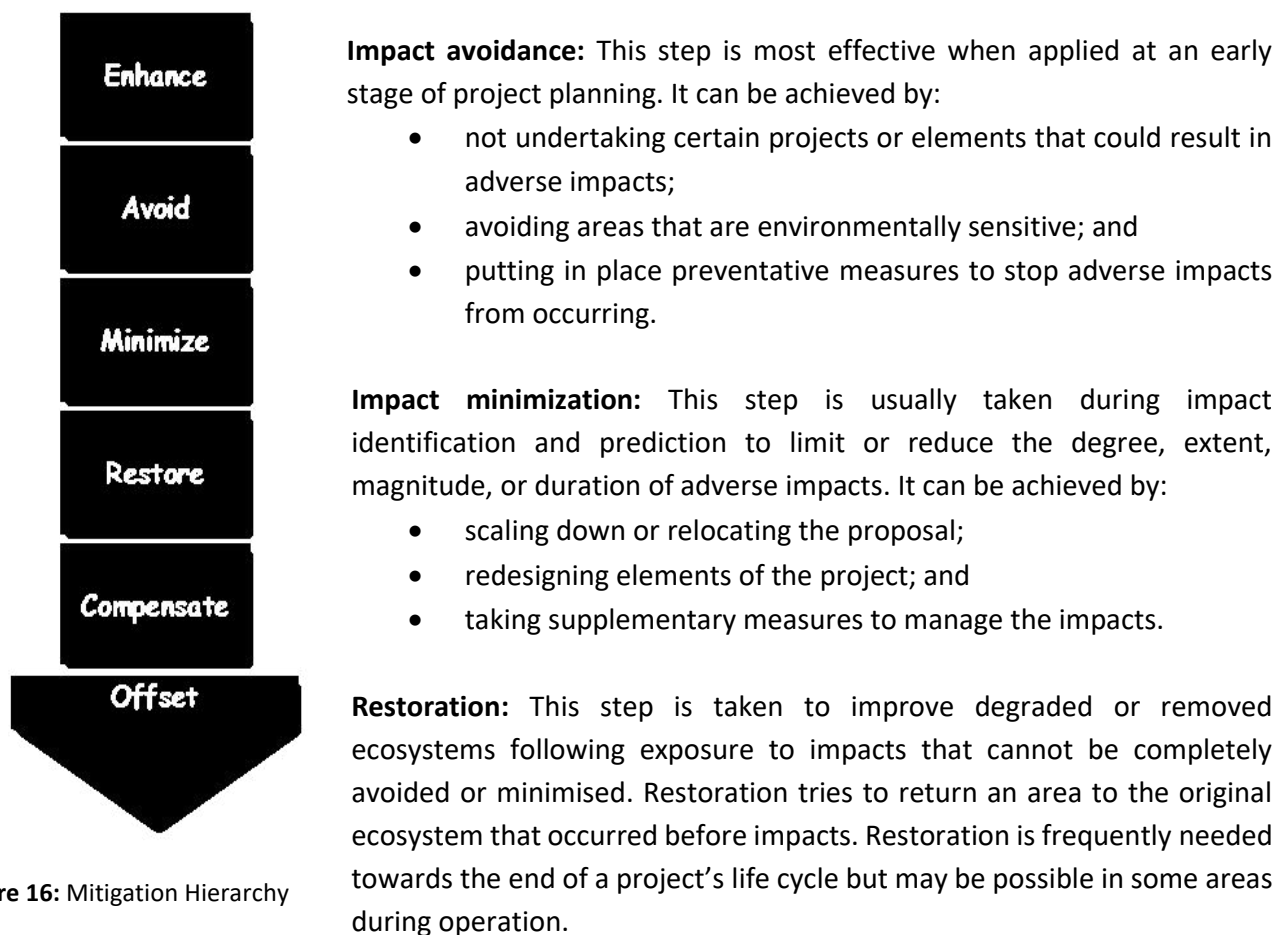 Enhance
Avoid
Minimize
Restore
Compensate
Offset
re 16: Mitigation Hierarchy
Impact avoidance: This step is most effective when applied at an early
stage of project planning. It can be achieved by:
• not undertaking certain projects or elements that could result in
adverse impacts;
• avoiding areas that are environmentally sensitive; and
• putting in place preventative measures to stop adverse impacts
from occurring.
Impact minimization: This step is usually taken during impact
identification and prediction to limit or reduce the degree, extent,
magnitude, or duration of adverse impacts. It can be achieved by:
• scaling down or relocating the proposal;
• redesigning elements of the project; and
• taking supplementary measures to manage the impacts.
Restoration: This step is taken to improve degraded or removed
ecosystems following exposure to impacts that cannot be completely
avoided or minimised. Restoration tries to return an area to the original
ecosystem that occurred before impacts. Restoration is frequently needed
towards the end of a project’s life cycle but may be possible in some areas
during operation.